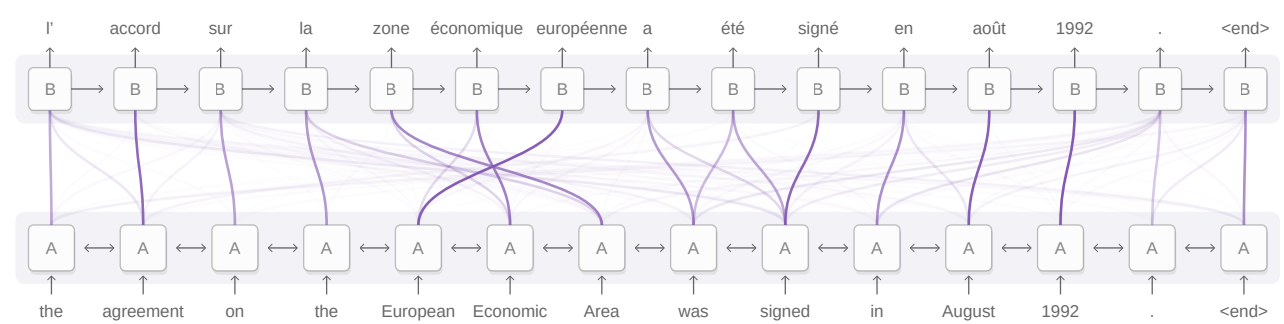 l’ accord sur la zone économique européenne a été signé en août 1992 . <end>
B B B B B B B B B B B B B B B
A A A A A A A A A A A A A A
the agreement on the European Economic Area was signed in August 1992 . <end>